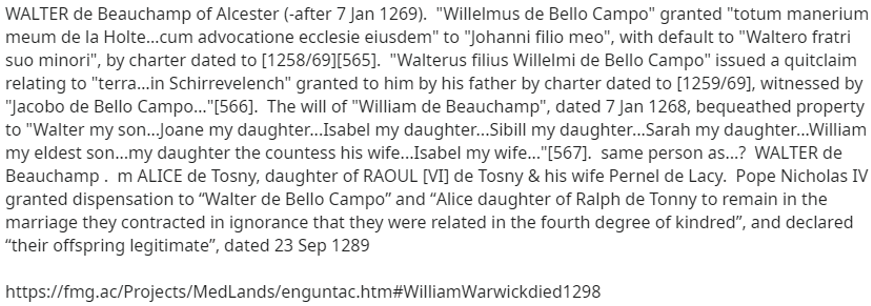 WALTER de Beauchamp of Alcester (-after 7 Jan 1269).  "Willelmus de Bello Campo" granted "totum manerium
meum de la Holte...cum advocatione ecclesie eiusdem" to "Johanni filio meo", with default to "Waltero fratri
suo minori", by charter dated to [1258/69][565].  "Walterus filius Willelmi de Bello Campo" issued a quitclaim
relating to "terra...in Schirrevelench" granted to him by his father by charter dated to [1259/69], witnessed by
"Jacobo de Bello Campo..."[566].  The will of "William de Beauchamp", dated 7 Jan 1268, bequeathed property
to "Walter my son...Joane my daughter...Isabel my daughter...Sibill my daughter...Sarah my daughter...William
my eldest son...my daughter the countess his wife...Isabel my wife..."[567].  same person as...?  WALTER de
Beauchamp .  m ALICE de Tosny, daughter of RAOUL [VI] de Tosny & his wife Pernel de Lacy.  Pope Nicholas IV
granted dispensation to “Walter de Bello Campo” and “Alice daughter of Ralph de Tonny to remain in the
marriage they contracted in ignorance that they were related in the fourth degree of kindred”, and declared
“their offspring legitimate”, dated 23 Sep 1289
https://fmg.ac/Projects/MedLands/enguntac.htm#WilliamWarwickdied1298